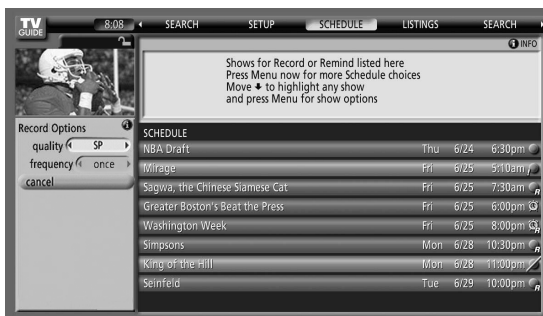 TV GUIDE
8:08 SEARCH SETUP SCHEDULE LISTINGS SEARCH
INFO
Shows for Record or Remind listed here
Press Menu now for more Schedule choices
Move to highlight any show
and press Menu for show options
Record Options
quality SP
frequency once
cancel
SCHEDULE
NBA Draft Thu 6/24 6:30pm
Mirage Fri 6/25 5:10am
Sagwa, the Chinese Siamese Cat Fri 6/25 7:30am R
Greater Boston's Beat the Press Fri 6/25 6:00pm
Washington Week Fri 6/25 8:00pm R
Simpsons Mon 6/28 10:30pm R
King of the Hill Mon 6/28 11:00pm
Seinfeld Tue 6/29 10:00pm R